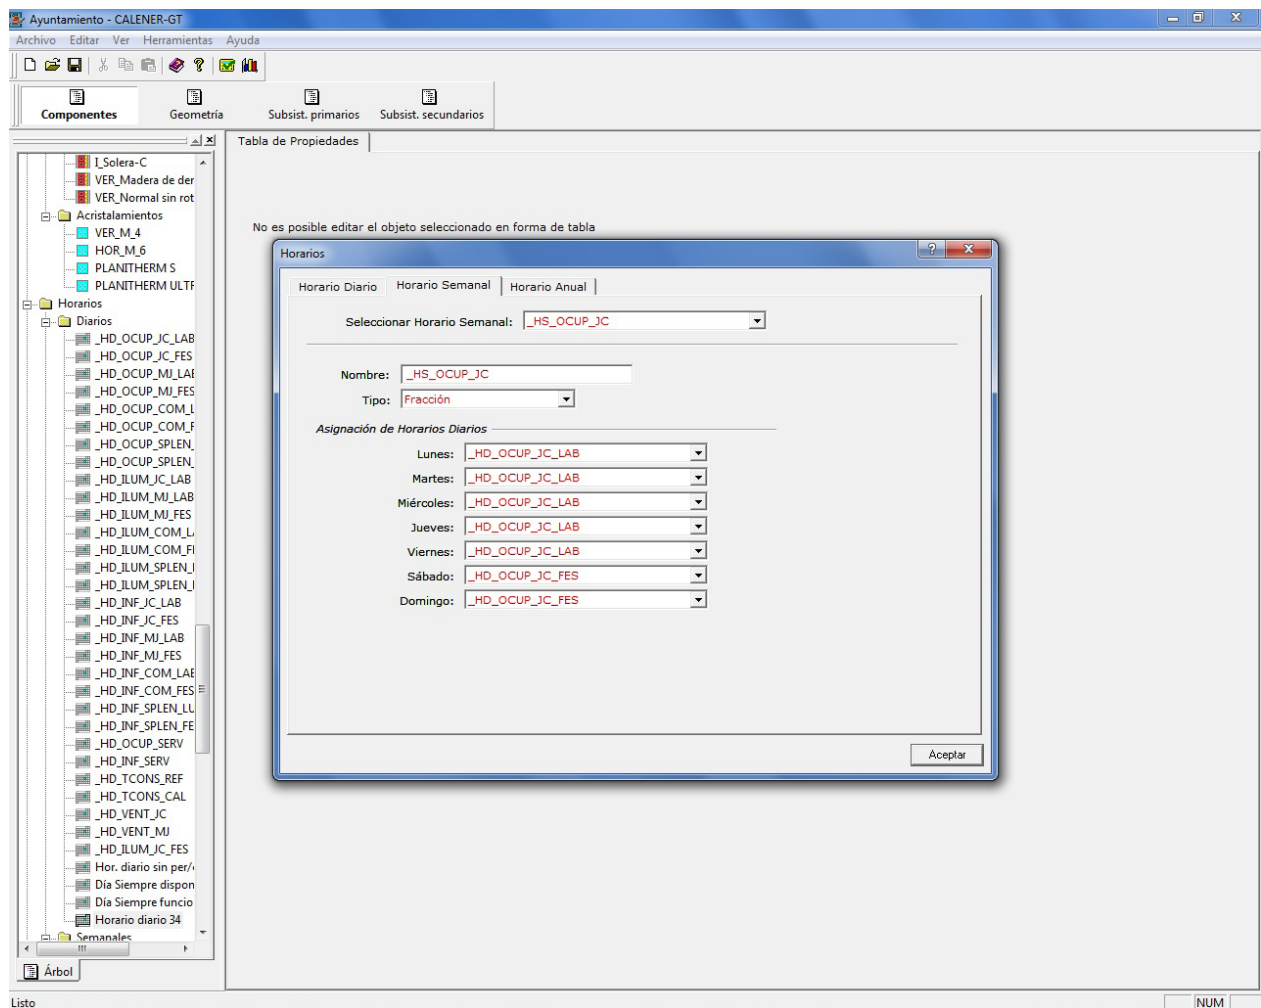 Ayuntamiento - CALENER-GT
Archivo Editar Ver Herramientas Ayuda
Componentes Geometría Subsist. primarios Subsist. secundarios
Tabla de Propiedades
I_Solera-C
VER_Madera de der
VER_Normal sin rot
Acristalamientos
VER_M_4
HOR_M_6
PLANITHERM S
PLANITHERM ULTF
Horarios
Diarios
_HD_OCUP_JC_LAB
_HD_OCUP_JC_FES
_HD_OCUP_MJ_LAE
_HD_OCUP_MJ_FES
_HD_OCUP_COM_L
_HD_OCUP_COM_F
_HD_OCUP_SPLEN_
_HD_OCUP_SPLEN_
_HD_ILUM_JC_LAB
_HD_ILUM_MJ_LAB
_HD_ILUM_MJ_FES
_HD_ILUM_COM_L
_HD_ILUM_COM_FI
_HD_ILUM_SPLEN_I
_HD_ILUM_SPLEN_I
_HD_INF_JC_LAB
_HD_INF_JC_FES
_HD_INF_MJ_LAB
_HD_INF_MJ_FES
_HD_INF_COM_LAE
_HD_INF_COM_FES
_HD_INF_SPLEN_LU
_HD_INF_SPLEN_FE
_HD_OCUP_SERV
_HD_INF_SERV
_HD_TCONS_REF
_HD_TCONS_CAL
_HD_VENT_JC
_HD_VENT_MJ
_HD_ILUM_JC_FES
Hor. diario sin per/
Día Siempre dispon
Día Siempre funcio
Horario diario 34
Semanales
Árbol
No es posible editar el objeto seleccionado en forma de tabla
Horarios
Horario Diario Horario Semanal Horario Anual
Seleccionar Horario Semanal: _HS_OCUP_JC
Nombre: _HS_OCUP_JC
Tipo: Fracción
Asignación de Horarios Diarios
Lunes: _HD_OCUP_JC_LAB
Martes: _HD_OCUP_JC_LAB
Miércoles: _HD_OCUP_JC_LAB
Jueves: _HD_OCUP_JC_LAB
Viernes: _HD_OCUP_JC_LAB
Sábado: _HD_OCUP_JC_FES
Domingo: _HD_OCUP_JC_FES
Aceptar
Listo NUM